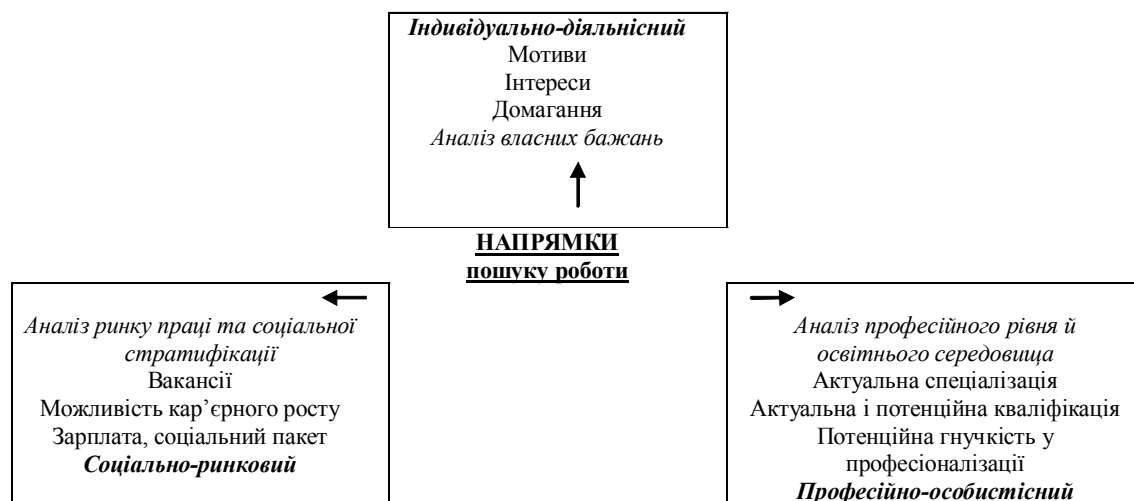 Індивідуально-діяльнісний
Мотиви
Інтереси
Домагання
Аналіз власних бажань
НАПРЯМКИ
пошуку роботи
Аналіз ринку праці та соціальної
стратифікації
Вакансії
Можливість кар’єрного росту
Зарплата, соціальний пакет
Соціально-ринковий
Аналіз професійного рівня й
освітнього середовища
Актуальна спеціалізація
Актуальна і потенційна кваліфікація
Потенційна гнучкість у
професіоналізації
Професійно-особистісний